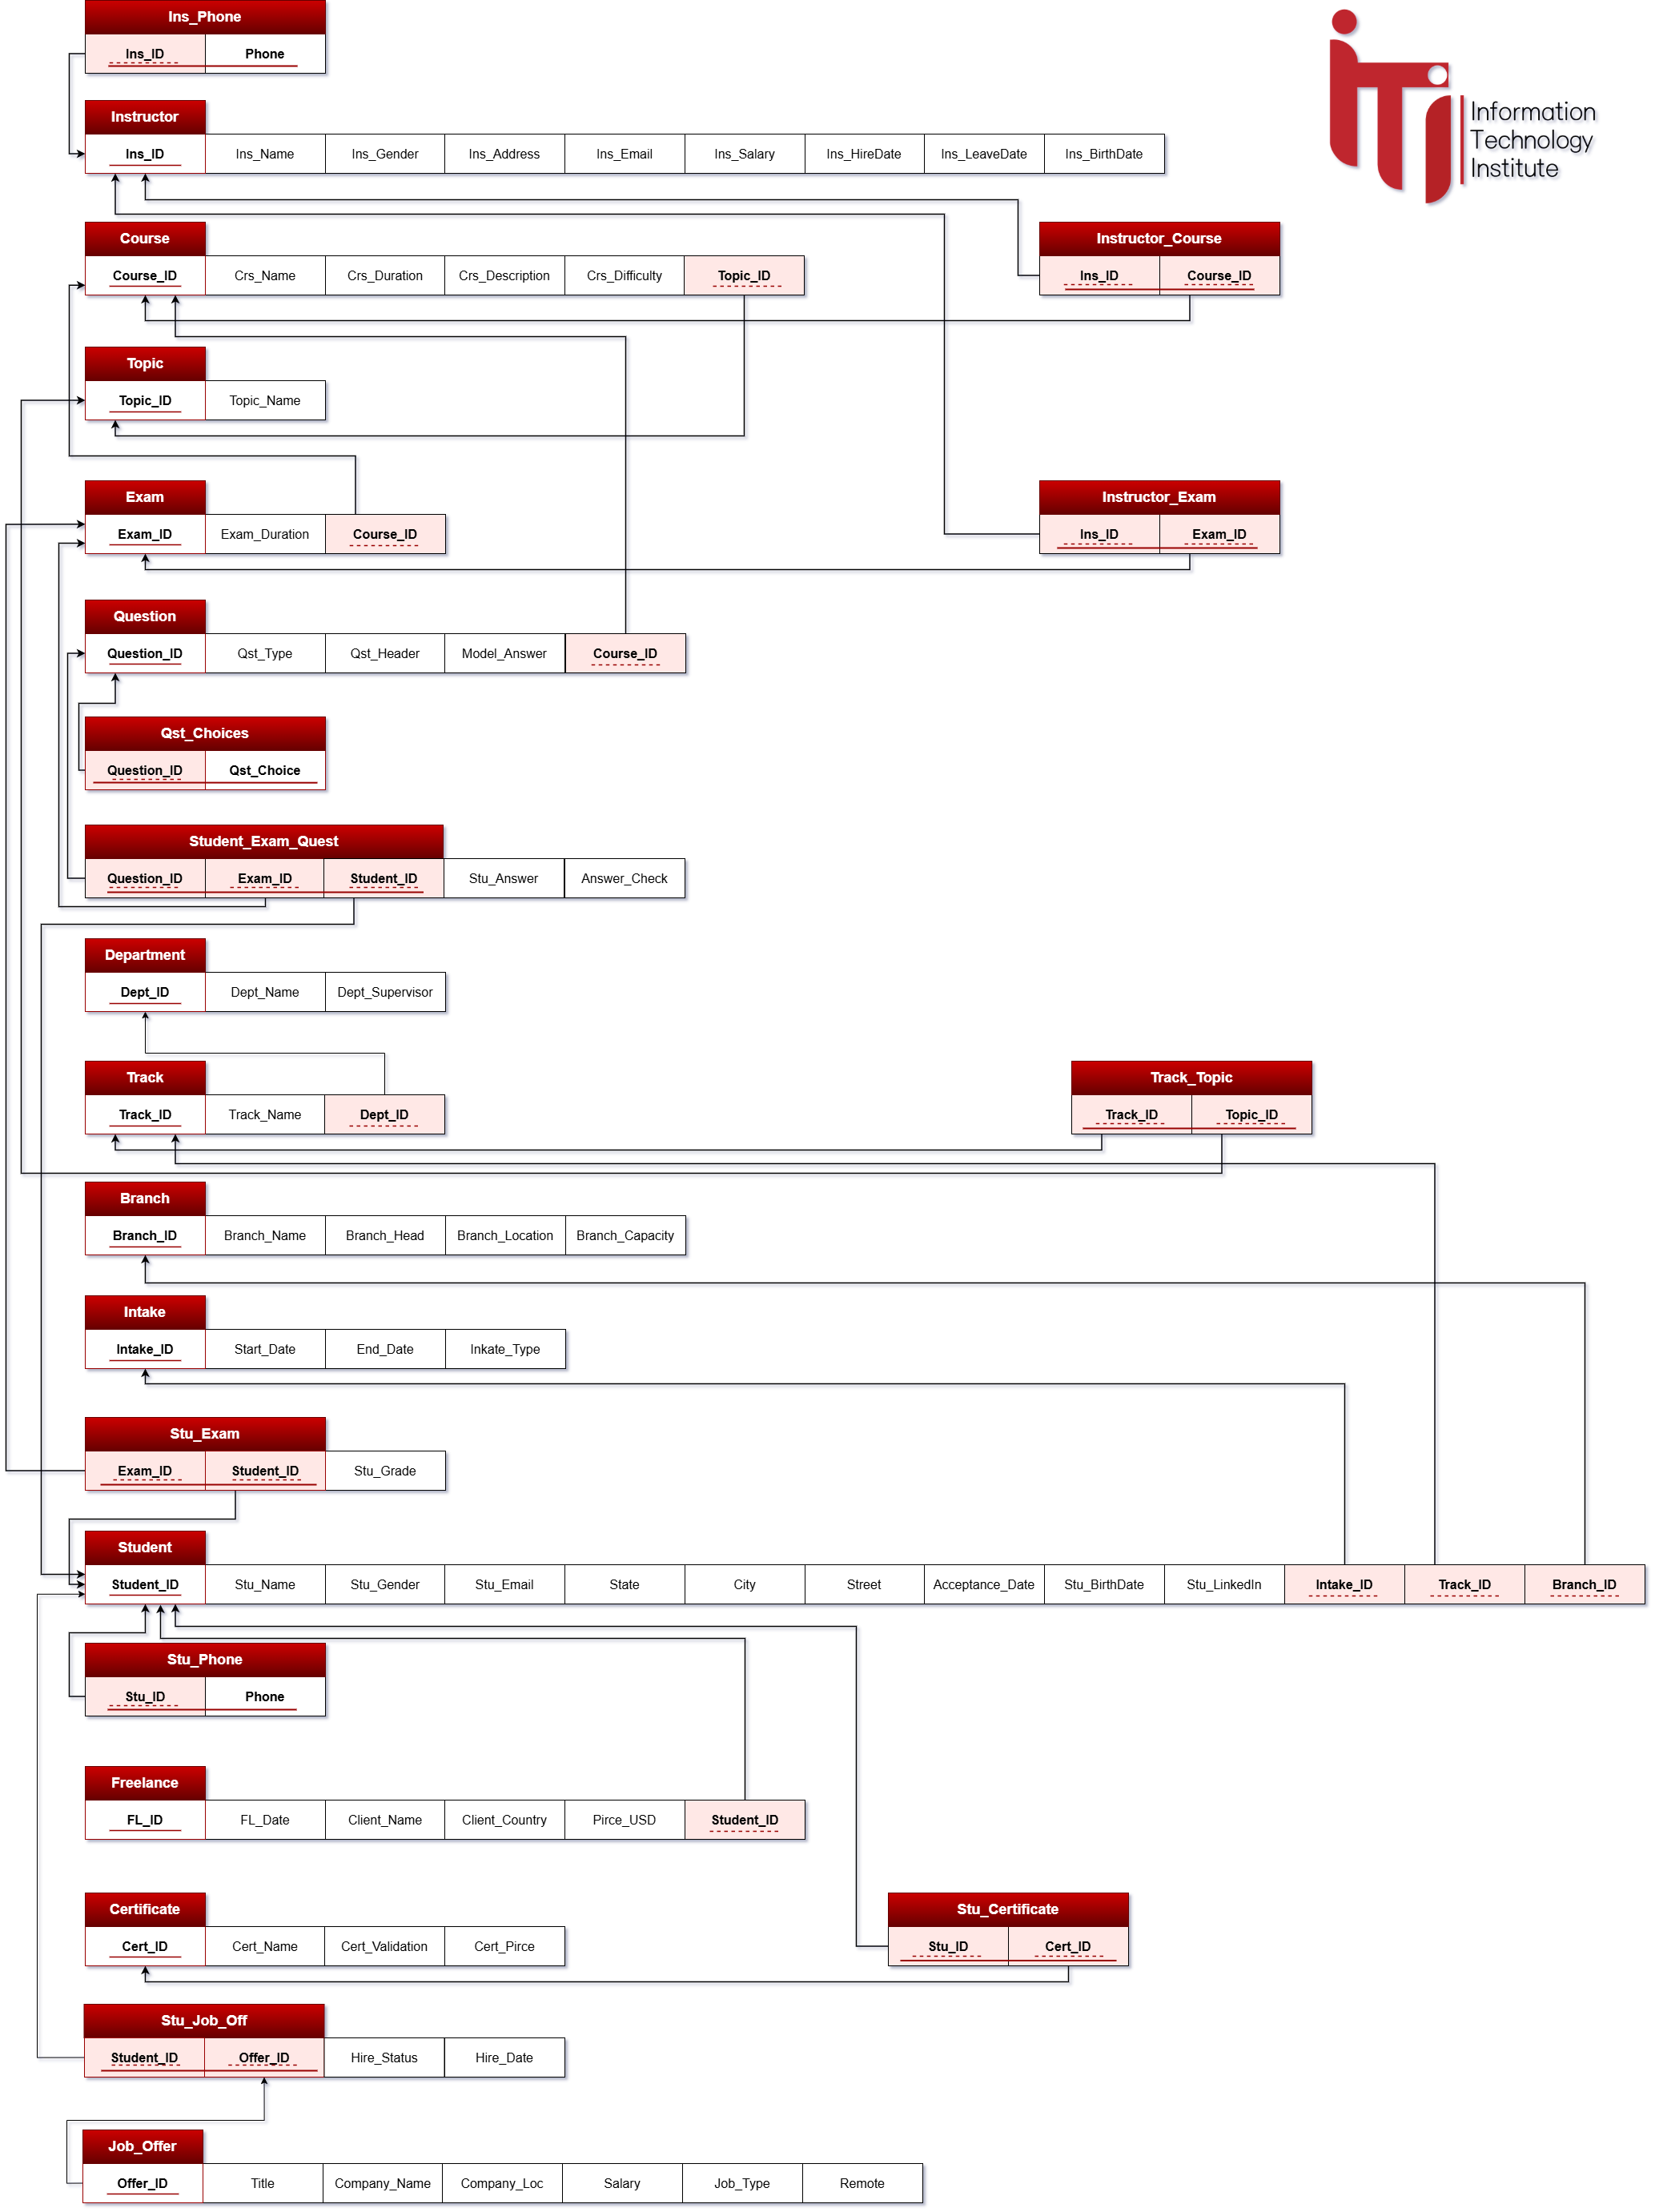 Ins_Phone
Ins_ID Phone
Information
Technology
Institute
Instructor
Ins_ID Ins_Name Ins_Gender Ins_Address Ins_Email Ins_Salary Ins_HireDate Ins_LeaveDate Ins_BirthDate
Course
Course_ID Crs_Name Crs_Duration Crs_Description Crs_Difficulty Topic_ID
Instructor_Course
Ins_ID Course_ID
Topic
Topic_ID Topic_Name
Exam
Exam_ID Exam_Duration Course_ID
Instructor_Exam
Ins_ID Exam_ID
Question
Question_ID Qst_Type Qst_Header Model_Answer Course_ID
Qst_Choices
Question_ID Qst_Choice
Student_Exam_Quest
Question_ID Exam_ID Student_ID Stu_Answer Answer_Check
Department
Dept_ID Dept_Name Dept_Supervisor
Track
Track_ID Track_Name Dept_ID
Track_Topic
Track_ID Topic_ID
Branch
Branch_ID Branch_Name Branch_Head Branch_Location Branch_Capacity
Intake
Intake_ID Start_Date End_Date Inkate_Type
Stu_Exam
Exam_ID Student_ID Stu_Grade
Student
Student_ID Stu_Name Stu_Gender Stu_Email State City Street Acceptance_Date Stu_BirthDate Stu_LinkedIn Intake_ID Track_ID Branch_ID
Stu_Phone
Stu_ID Phone
Freelance
FL_ID FL_Date Client_Name Client_Country Pirce_USD Student_ID
Certificate
Cert_ID Cert_Name Cert_Validation Cert_Pirce
Stu_Certificate
Stu_ID Cert_ID
Stu_Job_Off
Student_ID Offer_ID Hire_Status Hire_Date
Job_Offer
Offer_ID Title Company_Name Company_Loc Salary Job_Type Remote